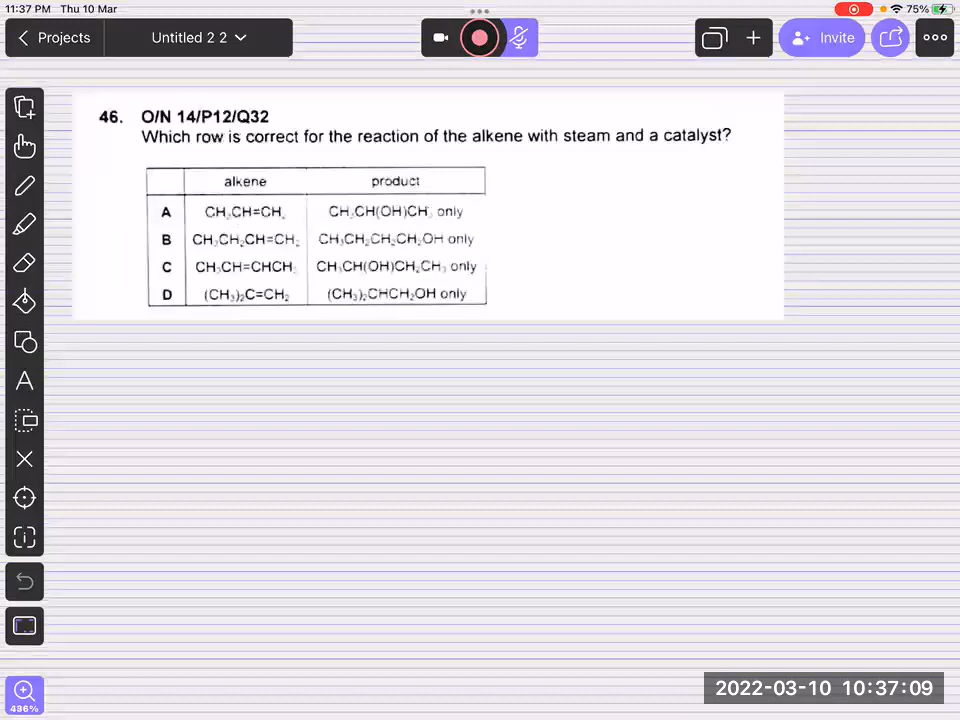 11:37 PM Thu 10 Mar 75%
Projects Untitled 2 2 Invite
46. O/N 14/P12/Q32
Which row is correct for the reaction of the alkene with steam and a catalyst?
alkene product
A CH₃CH=CH₂ CH₃CH(OH)CH₃ only
B CH₃CH₂CH=CH₂ CH₃CH₂CH₂CH₂OH only
C CH₃CH=CHCH₃ CH₃CH(OH)CH₂CH₃ only
D (CH₃)₂C=CH₂ (CH₃)₂CHCH₂OH only
A
436%
2022-03-10 10:37:09